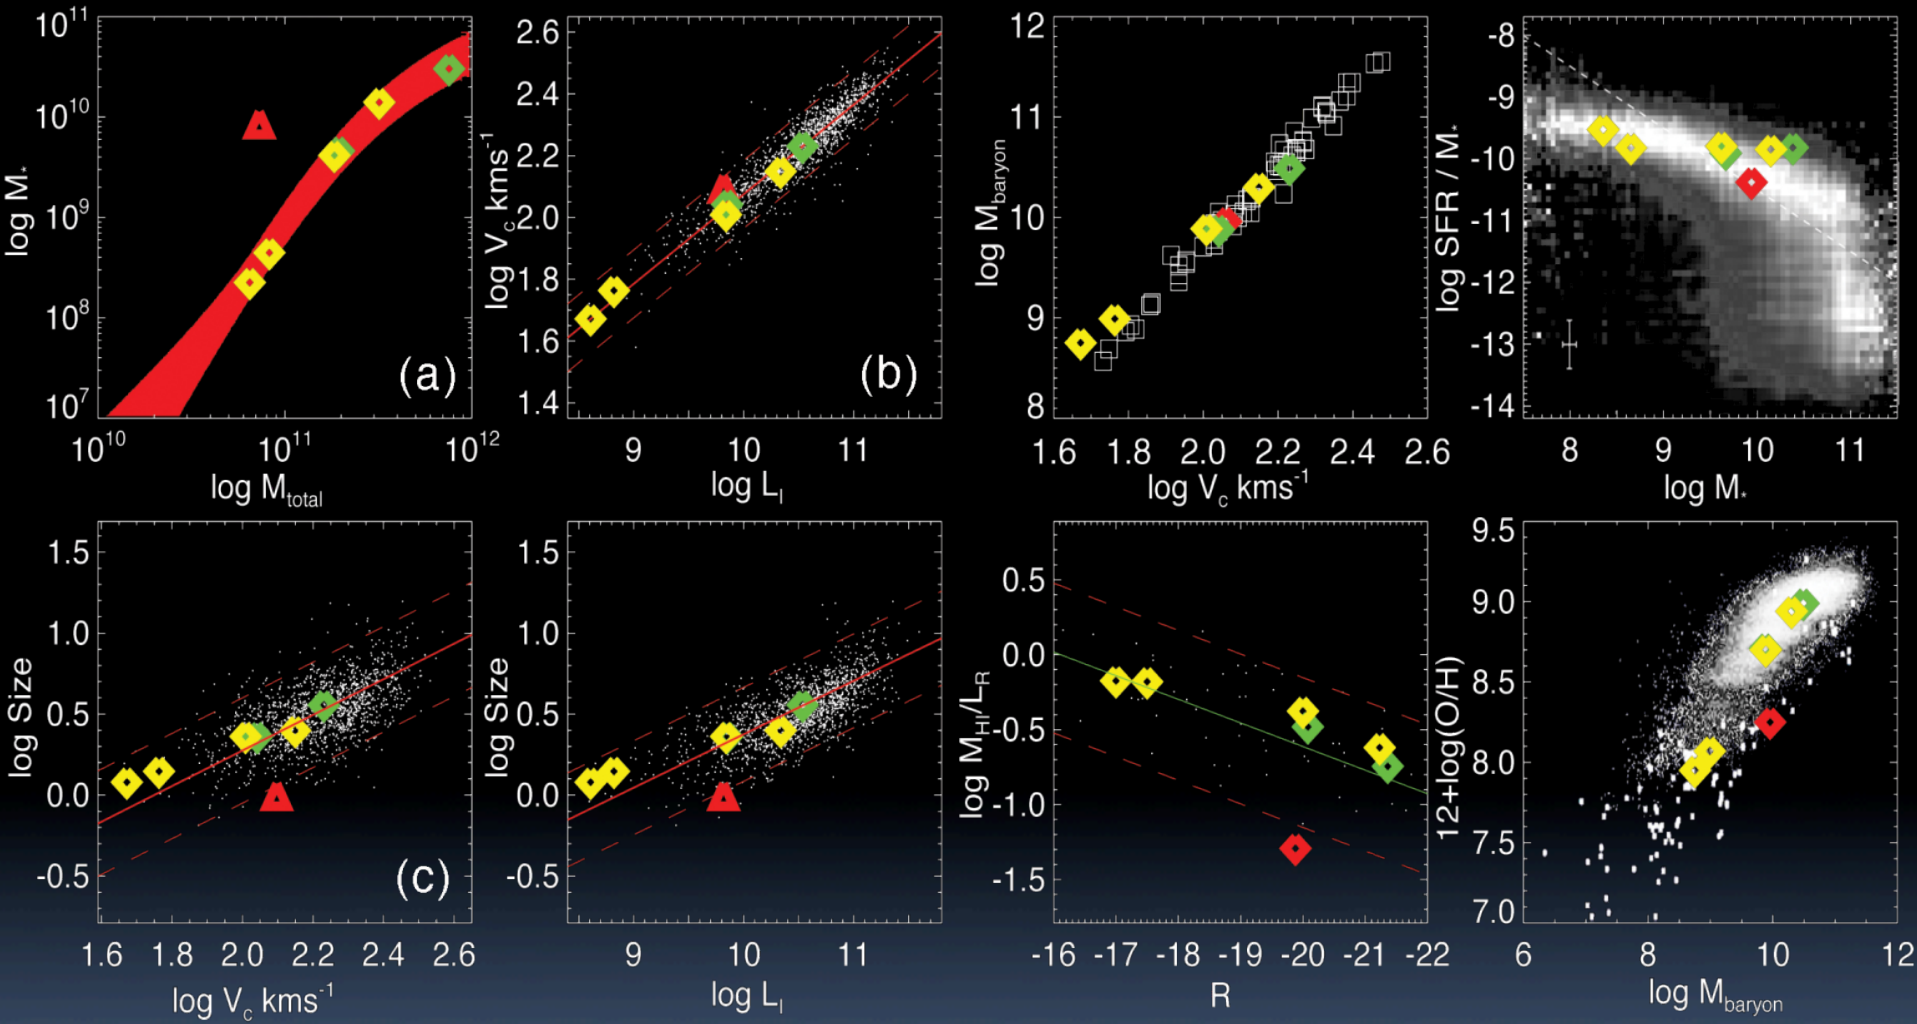 10^11
10^10
10^9
10^8
10^7
log M_*
10^10 10^11 10^12
log M_total
(a)
2.6
2.4
2.2
2.0
1.8
1.6
1.4
log V_c kms^-1
9 10 11
log L_I
(b)
12
11
10
9
8
log M_baryon
1.6 1.8 2.0 2.2 2.4 2.6
log V_c kms^-1
-8
-9
-10
-11
-12
-13
-14
log SFR / M_*
8 9 10 11
log M_*
1.5
1.0
0.5
0.0
-0.5
log Size
1.6 1.8 2.0 2.2 2.4 2.6
log V_c kms^-1
(c)
1.5
1.0
0.5
0.0
-0.5
log Size
9 10 11
log L_I
0.5
0.0
-0.5
-1.0
-1.5
log M_HI/L_R
-16 -17 -18 -19 -20 -21 -22
R
9.5
9.0
8.5
8.0
7.5
7.0
12+log(O/H)
6 8 10 12
log M_baryon